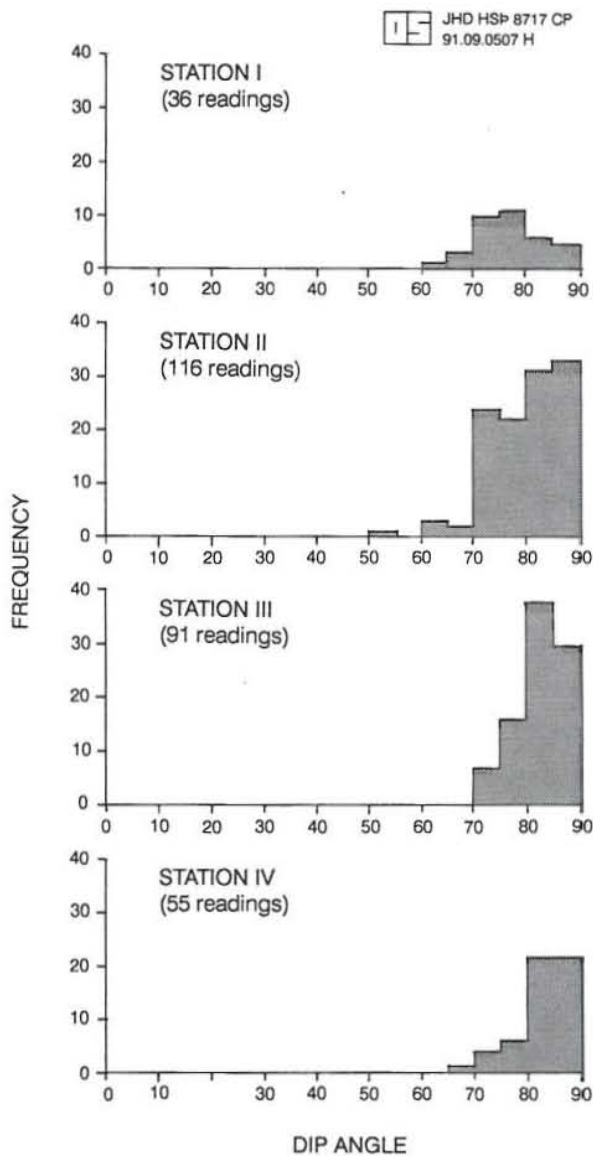 JHD HSÞ 8717 CP
91.09.0507 H
STATION I
(36 readings)
40
30
20
10
0
0 10 20 30 40 50 60 70 80 90
STATION II
(116 readings)
40
30
20
10
0
0 10 20 30 40 50 60 70 80 90
FREQUENCY
STATION III
(91 readings)
40
30
20
10
0
0 10 20 30 40 50 60 70 80 90
STATION IV
(55 readings)
40
30
20
10
0
0 10 20 30 40 50 60 70 80 90
DIP ANGLE